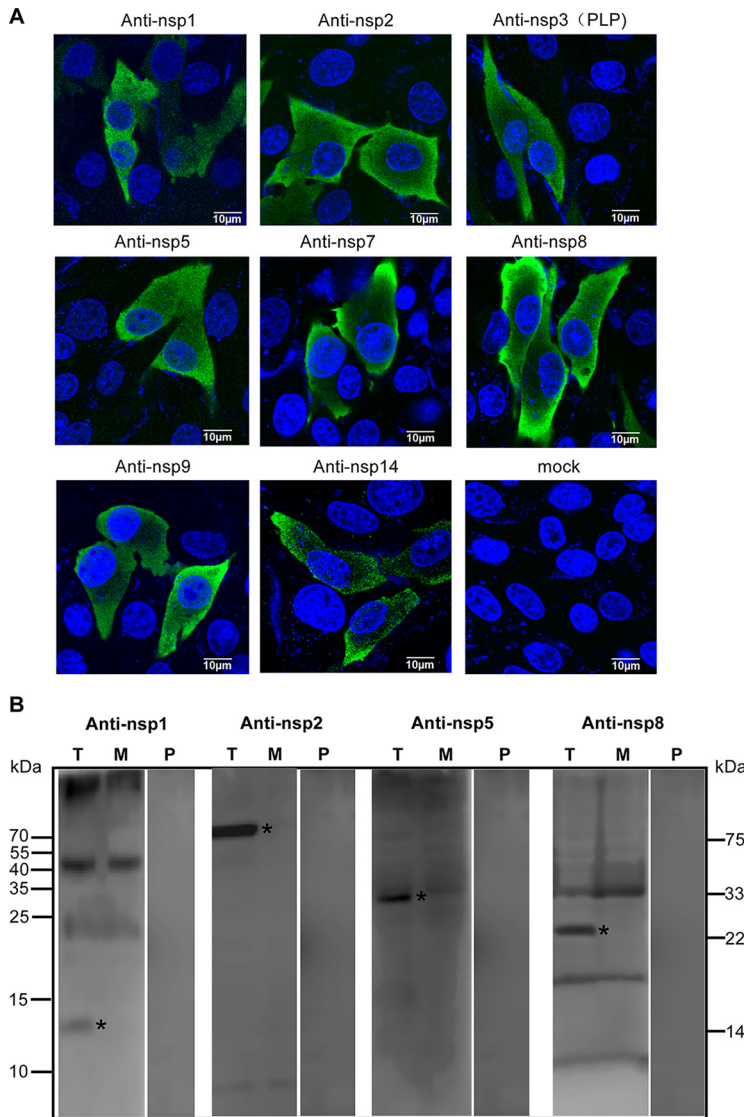 A
Anti-nsp1 Anti-nsp2 Anti-nsp3（PLP)
10μm 10μm 10μm
Anti-nsp5 Anti-nsp7 Anti-nsp8
10μm 10μm 10μm
Anti-nsp9 Anti-nsp14 mock
10μm 10μm 10μm
B
Anti-nsp1 Anti-nsp2 Anti-nsp5 Anti-nsp8
T M P T M P T M P T M P
kDa kDa
70 * 75
55
40
35 * 33
25 * 22
15
* 14
10